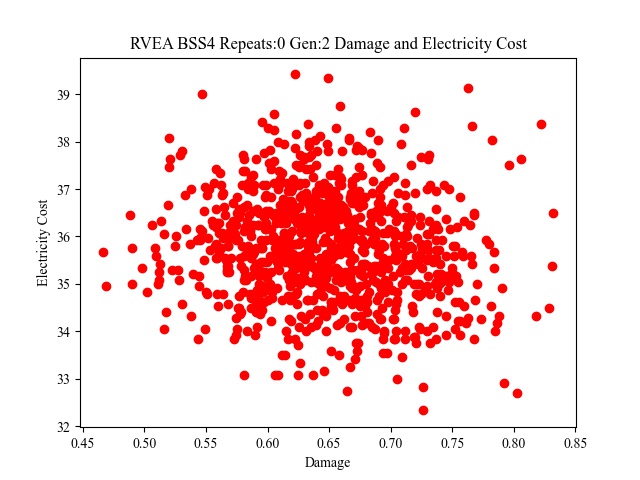 RVEA BSS4 Repeats:0 Gen:2 Damage and Electricity Cost
39
38
37
36
35
34
33
32
Electricity Cost
0.45 0.50 0.55 0.60 0.65 0.70 0.75 0.80 0.85
Damage